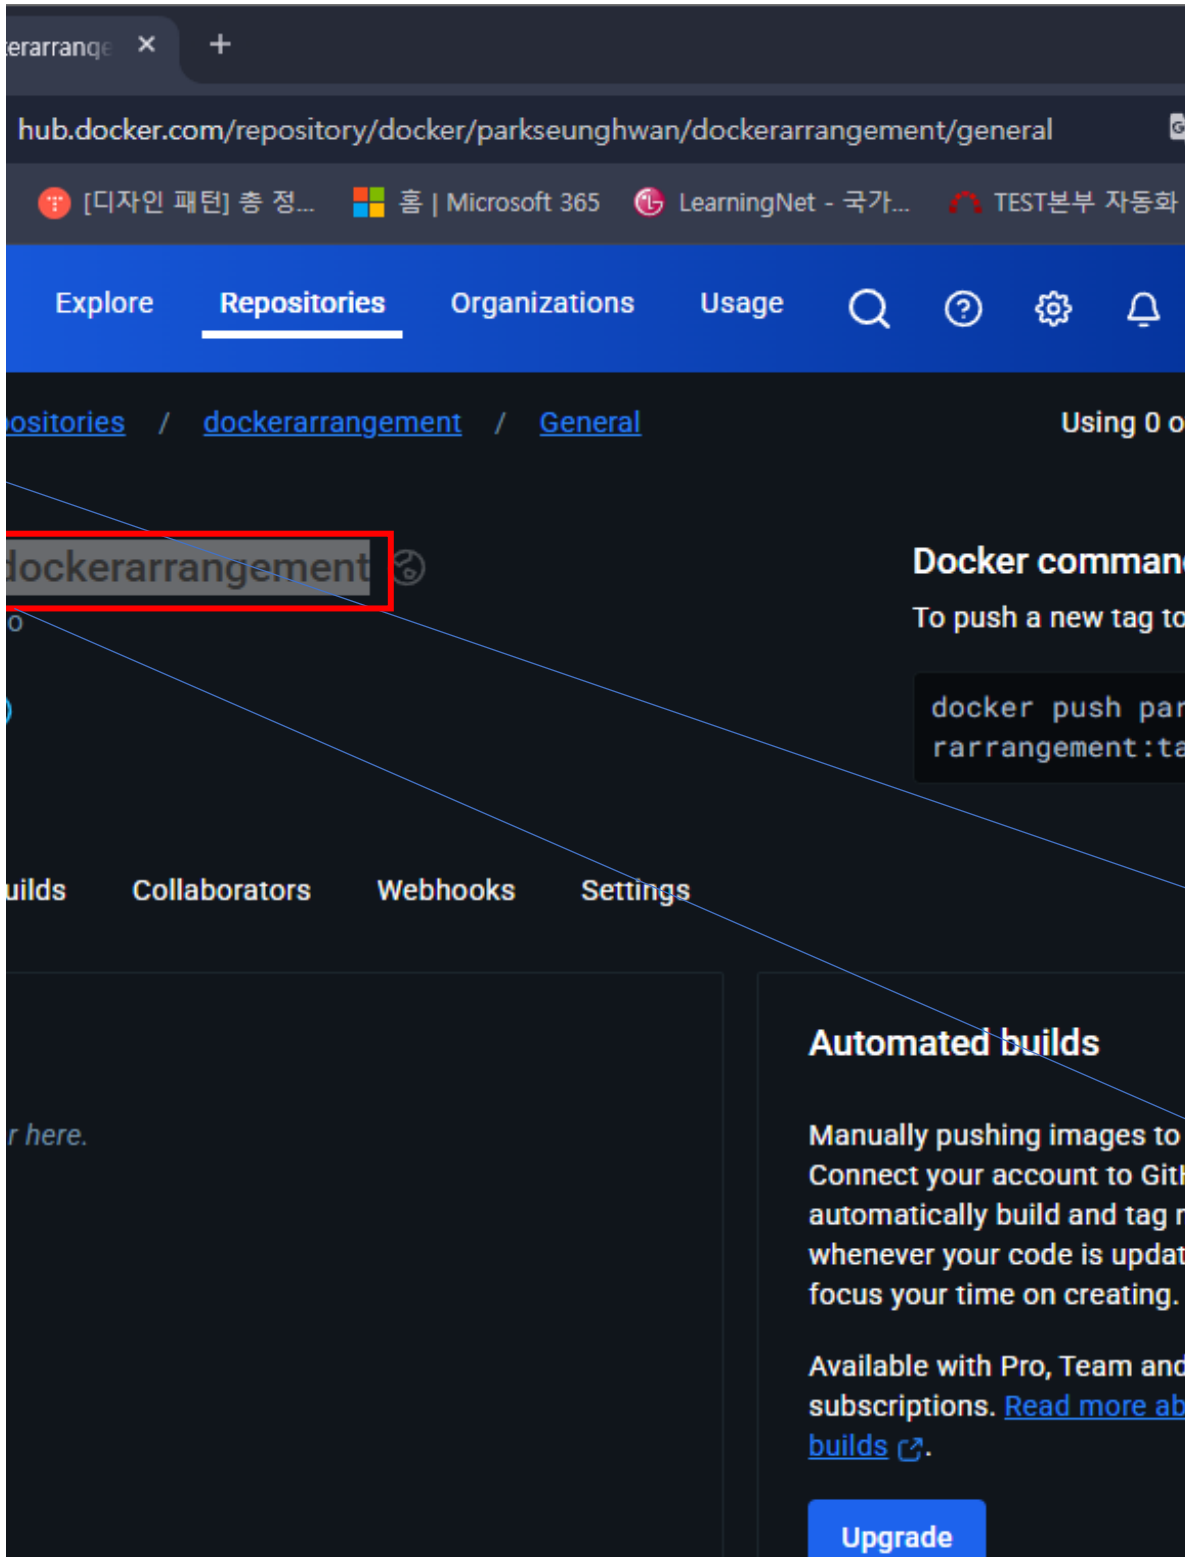 erarrange
hub.docker.com/repository/docker/parkseunghwan/dockerarrangement/general
[디자인 패턴] 총 정... 홈 | Microsoft 365 LearningNet - 국가... TEST본부 자동화
Explore Repositories Organizations Usage
ositories / dockerarrangement / General Using 0 o
dockerarrangement
Docker comman
o
To push a new tag to
docker push par
rarrangement:ta
uilds Collaborators Webhooks Settings
Automated builds
r here.
Manually pushing images to
Connect your account to Git
automatically build and tag
whenever your code is updat
focus your time on creating.
Available with Pro, Team and
subscriptions. Read more ab
builds.
Upgrade